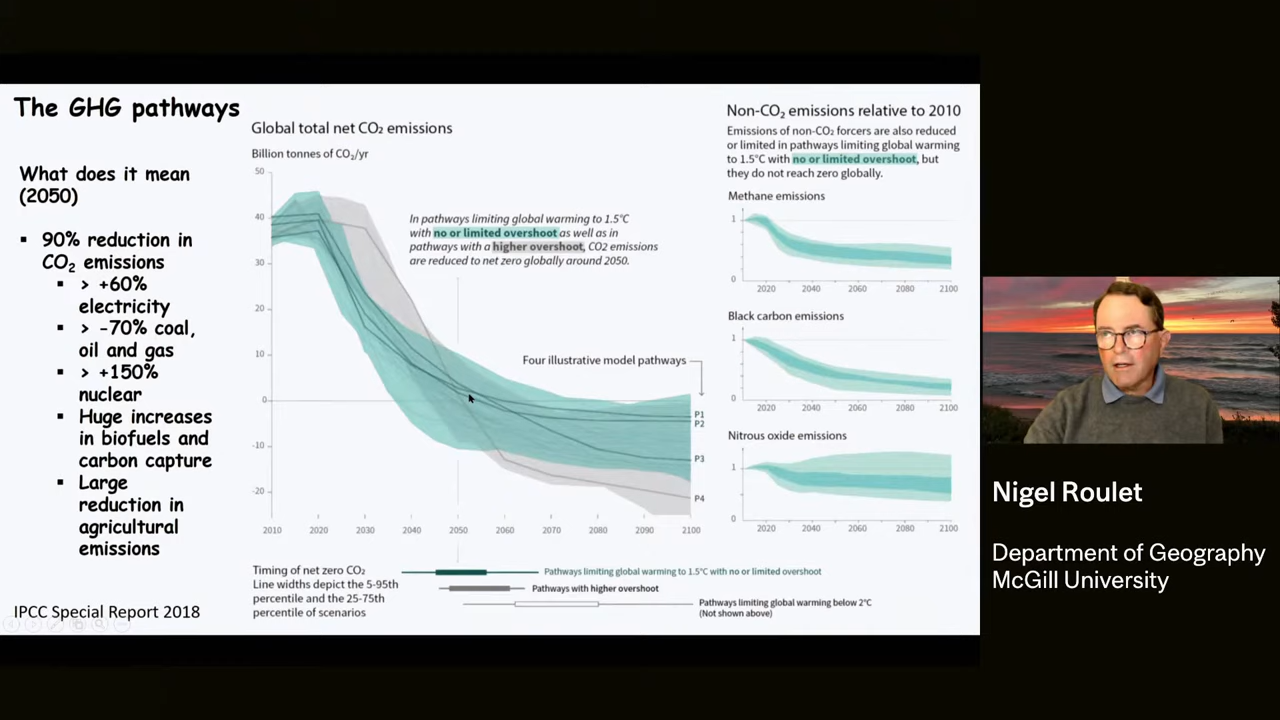 The GHG pathways
What does it mean
(2050)
▪ 90% reduction in
CO₂ emissions
▪ > +60%
electricity
▪ > -70% coal,
oil and gas
▪ > +150%
nuclear
▪ Huge increases
in biofuels and
carbon capture
▪ Large
reduction in
agricultural
emissions
IPCC Special Report 2018
Global total net CO₂ emissions
Billion tonnes of CO₂/yr
50
40
30
20
10
0
-10
-20
2010 2020 2030 2040 2050 2060 2070 2080 2090 2100
In pathways limiting global warming to 1.5°C
with no or limited overshoot as well as in
pathways with a higher overshoot, CO2 emissions
are reduced to net zero globally around 2050.
Four illustrative model pathways
P1
P2
P3
P4
Timing of net zero CO₂
Line widths depict the 5-95th
percentile and the 25-75th
percentile of scenarios
Pathways limiting global warming to 1.5°C with no or limited overshoot
Pathways with higher overshoot
Pathways limiting global warming below 2°C
(Not shown above)
Non-CO₂ emissions relative to 2010
Emissions of non-CO₂ forcers are also reduced
or limited in pathways limiting global warming
to 1.5°C with no or limited overshoot, but
they do not reach zero globally.
Methane emissions
1
0
2020 2040 2060 2080 2100
Black carbon emissions
1
0
2020 2040 2060 2080 2100
Nitrous oxide emissions
1
0
2020 2040 2060 2080 2100
Nigel Roulet
Department of Geography
McGill University